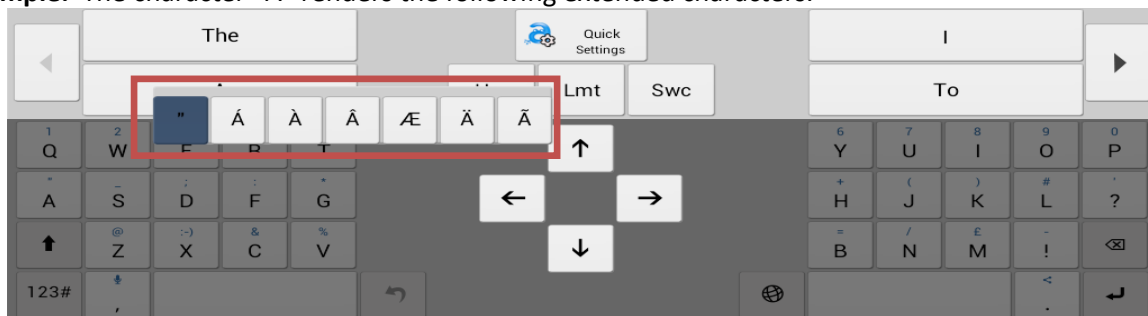 mple: The character "A" renders the following extended characters:
The Quick Settings I
Lmt Swc To
" Á À Â Æ Ä Ã
1 2 6 7 8 9 0
Q W E R T Y U I O P
" _ ; : * + ( ) # '
A S D F G H J K L ?
@ :-) & % = / £ -
Z X C V B N M !
123# , < .